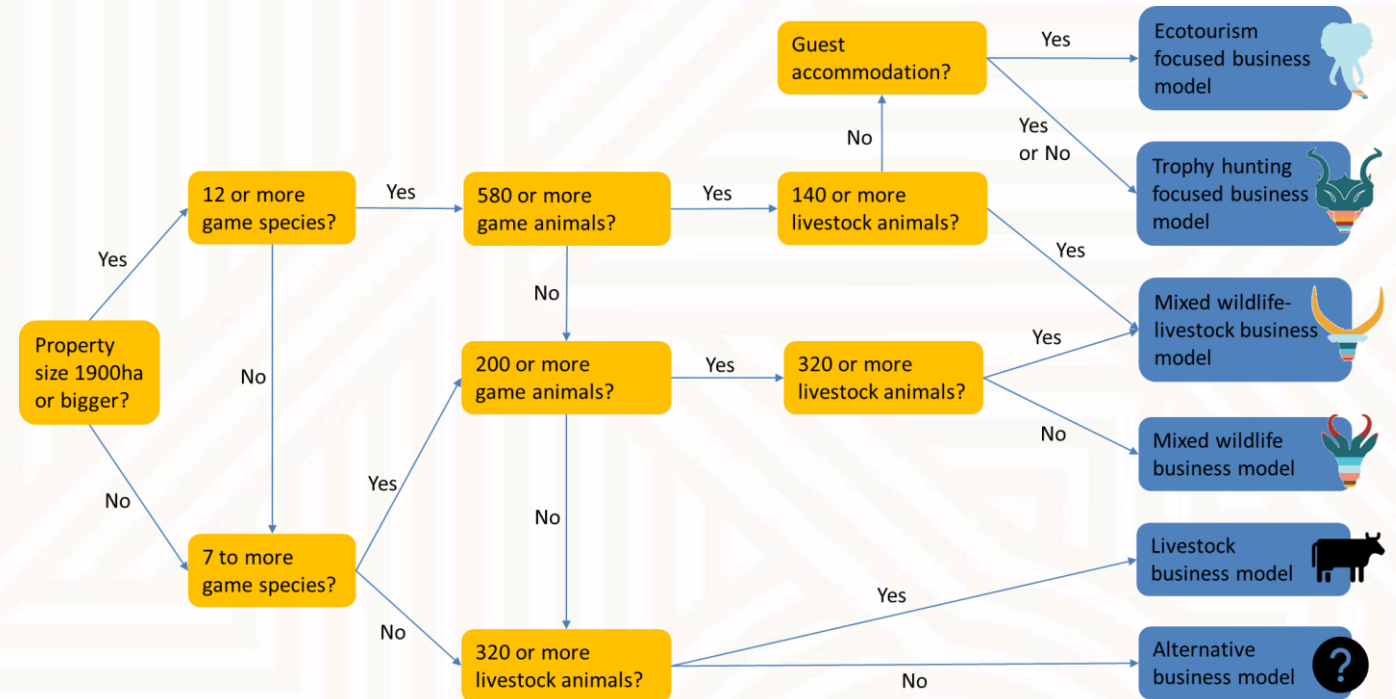 Guest
accommodation?
Yes
Ecotourism
focused business
model
Yes
or No
No
Trophy hunting
focused business
model
12 or more
game species?
Yes
580 or more
game animals?
Yes
140 or more
livestock animals?
Yes
Yes
No
No
Mixed wildlife-
livestock business
model
Property
size 1900ha
or bigger?
No
200 or more
game animals?
Yes
320 or more
livestock animals?
Yes
No
Mixed wildlife
business model
No
Yes
No
7 to more
game species?
No
Livestock
business model
Yes
320 or more
livestock animals?
No
Alternative
business model
?